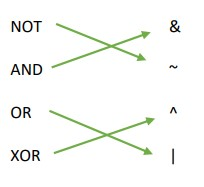 NOT &
AND ~
OR ^
XOR |